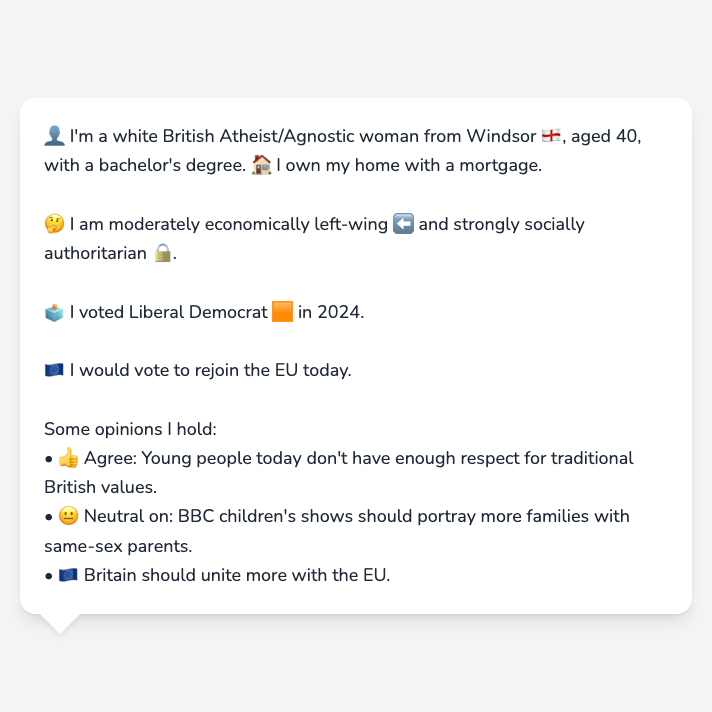 👤 I'm a white British Atheist/Agnostic woman from Windsor 🏴󠁧󠁢󠁥󠁮󠁧󠁿, aged 40,
with a bachelor's degree. 🏠 I own my home with a mortgage.
🤔 I am moderately economically left-wing ⬅️ and strongly socially
authoritarian 🔒.
🗳️ I voted Liberal Democrat 🟧 in 2024.
🇪🇺 I would vote to rejoin the EU today.
Some opinions I hold:
• 👍 Agree: Young people today don't have enough respect for traditional
British values.
• 😐 Neutral on: BBC children's shows should portray more families with
same-sex parents.
• 🇪🇺 Britain should unite more with the EU.